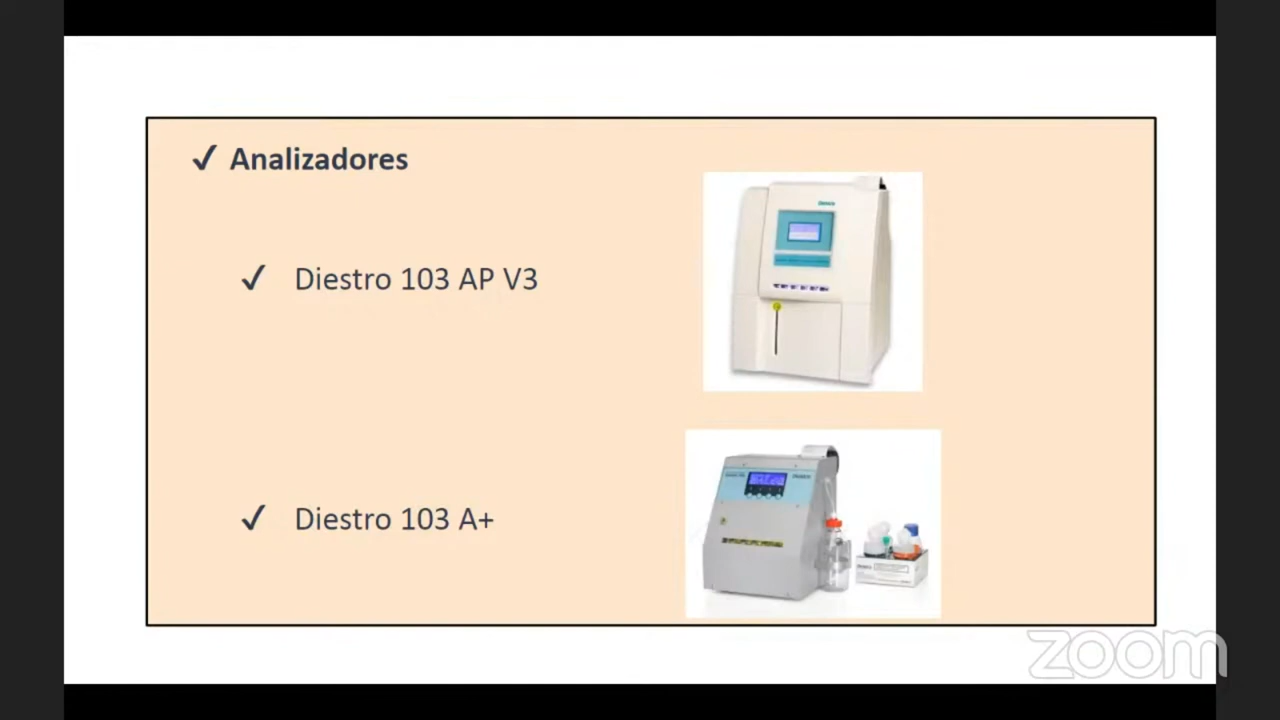 ✓ Analizadores
✓ Diestro 103 AP V3
✓ Diestro 103 A+
zoom